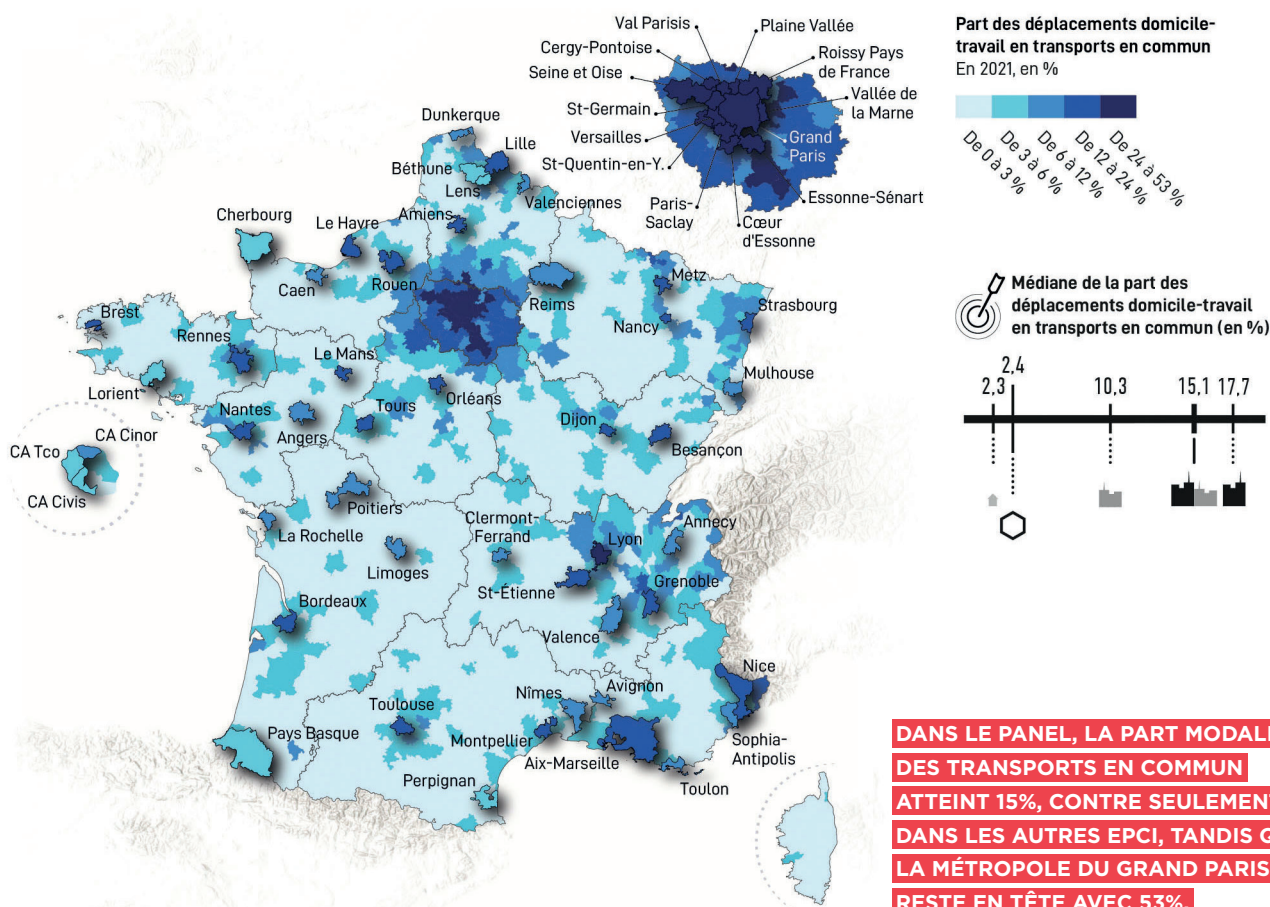 Val Parisis
Plaine Vallée
Cergy-Pontoise
Roissy Pays
de France
Seine et Oise
Vallée de
la Marne
St-Germain
Versailles
Grand
Paris
St-Quentin-en-Y.
Essonne-Sénart
Paris-
Saclay
Cœur
d'Essonne
Part des déplacements domicile-
travail en transports en commun
En 2021, en %
De 0 à 3 %
De 3 à 6 %
De 6 à 12 %
De 12 à 24 %
De 24 à 53 %
Médiane de la part des
déplacements domicile-travail
en transports en commun (en %)
2,3
2,4
10,3
15,1
17,7
Dunkerque
Lille
Béthune
Lens
Valenciennes
Cherbourg
Le Havre
Amiens
Caen
Rouen
Reims
Metz
Strasbourg
Nancy
Brest
Rennes
Le Mans
Mulhouse
Lorient
Orléans
Nantes
Angers
Tours
Dijon
Besançon
CA Cinor
CA Tco
CA Civis
Poitiers
La Rochelle
Clermont-
Ferrand
Lyon
Annecy
Limoges
St-Étienne
Grenoble
Bordeaux
Valence
Nice
Nîmes
Avignon
Toulouse
Pays Basque
Montpellier
Aix-Marseille
Sophia-
Antipolis
Toulon
Perpignan
DANS LE PANEL, LA PART MODALE
DES TRANSPORTS EN COMMUN
ATTEINT 15%, CONTRE SEULEMENT
DANS LES AUTRES EPCI, TANDIS
LA MÉTROPOLE DU GRAND PARIS
RESTE EN TÊTE AVEC 53%.